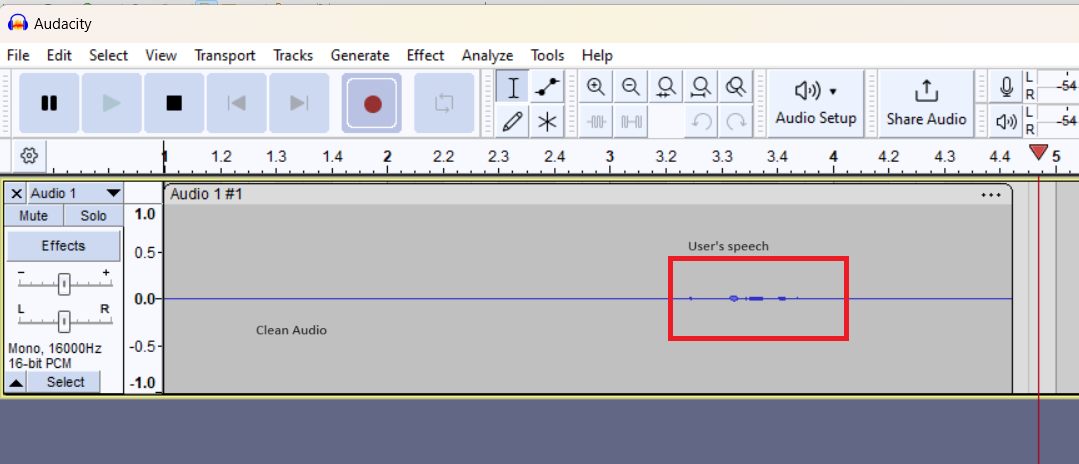 Audacity
File Edit Select View Transport Tracks Generate Effect Analyze Tools Help
Audio Setup
Share Audio
L
R
-54
L
R
-54
1 1.2 1.3 1.4 2 2.2 2.3 2.4 3 3.2 3.3 3.4 4 4.2 4.3 4.4 5
Audio 1
Audio 1 #1
Mute Solo
Effects
- +
L R
Mono, 16000Hz
16-bit PCM
Select
1.0
0.5
0.0
-0.5
-1.0
User's speech
Clean Audio